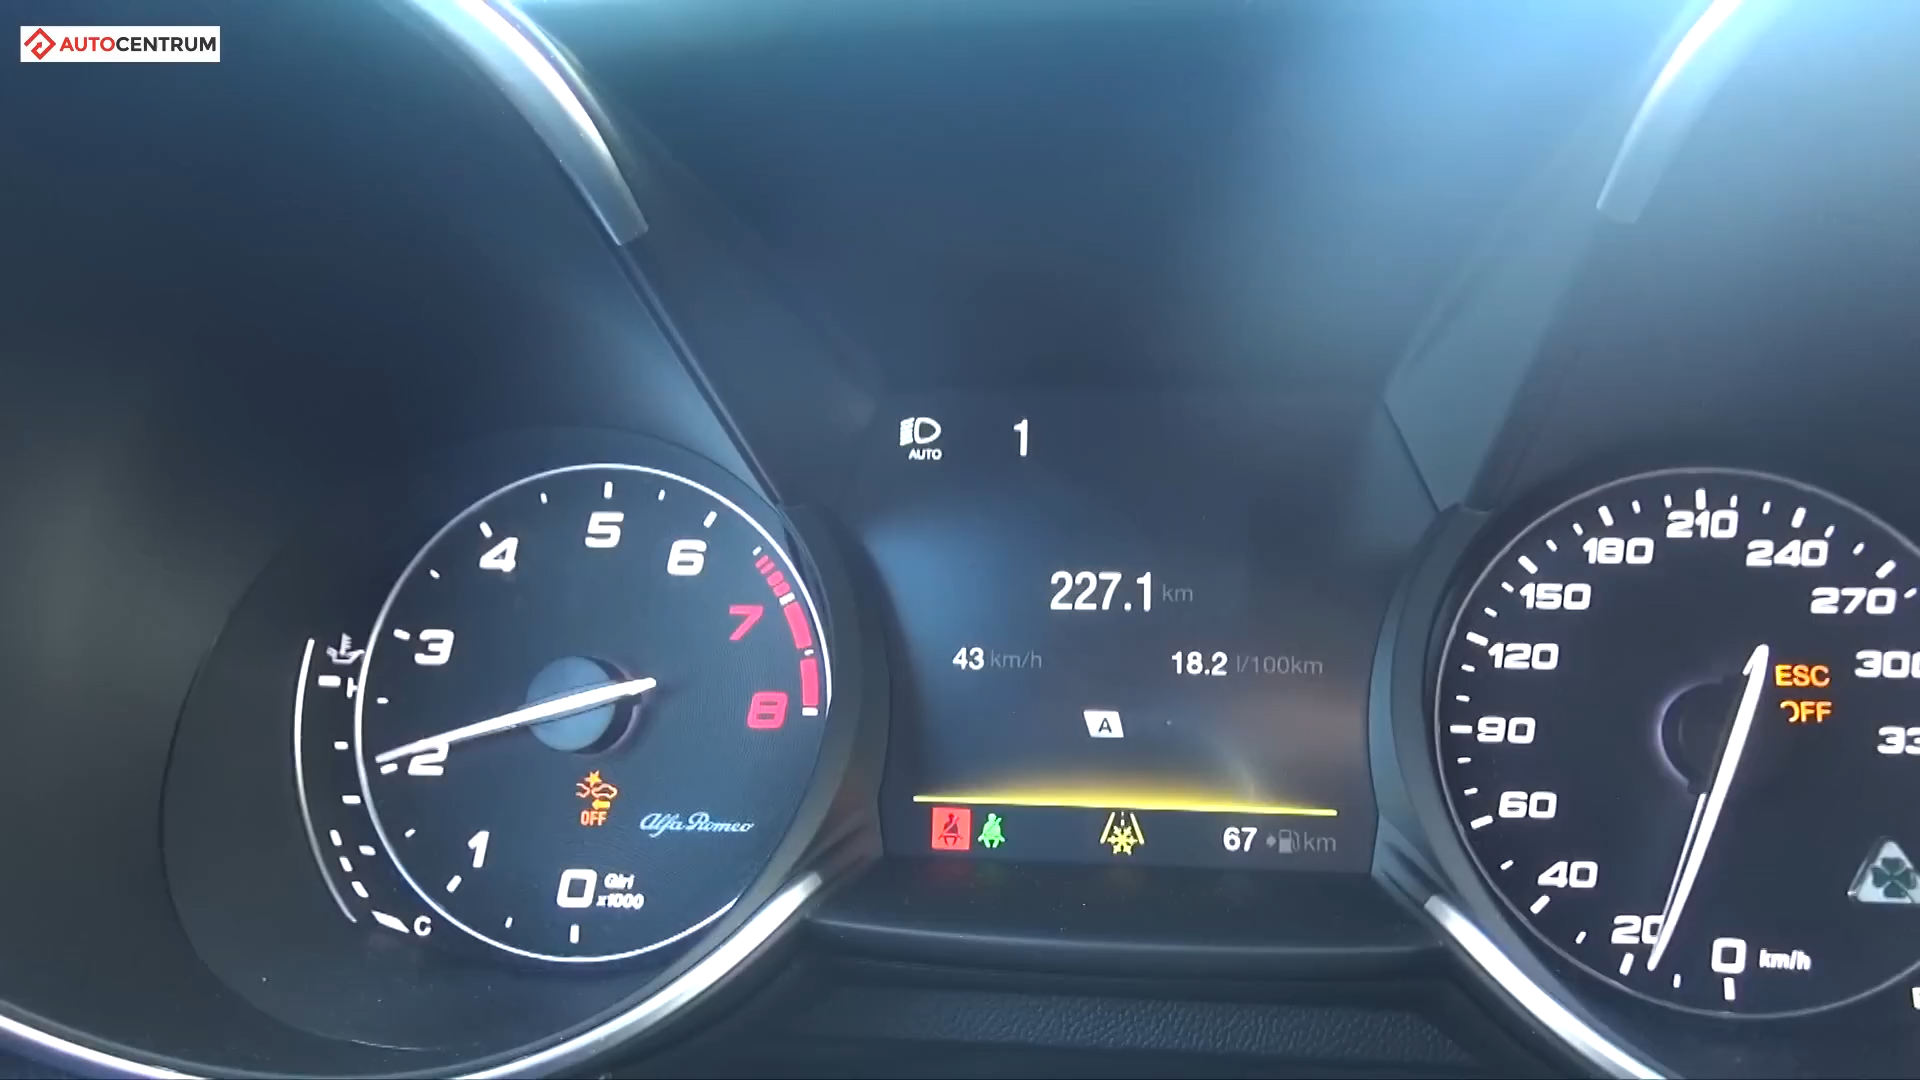 AUTOCENTRUM
AUTO 1
227.1 km
43 km/h 18.2 l/100km
A
67 km
1 2 3 4 5 6 7 8
H
C
OFF
Alfa Romeo
0 Giri
x1000
20 40 60 90 120 150 180 210 240 270 300
ESC
OFF
0 km/h